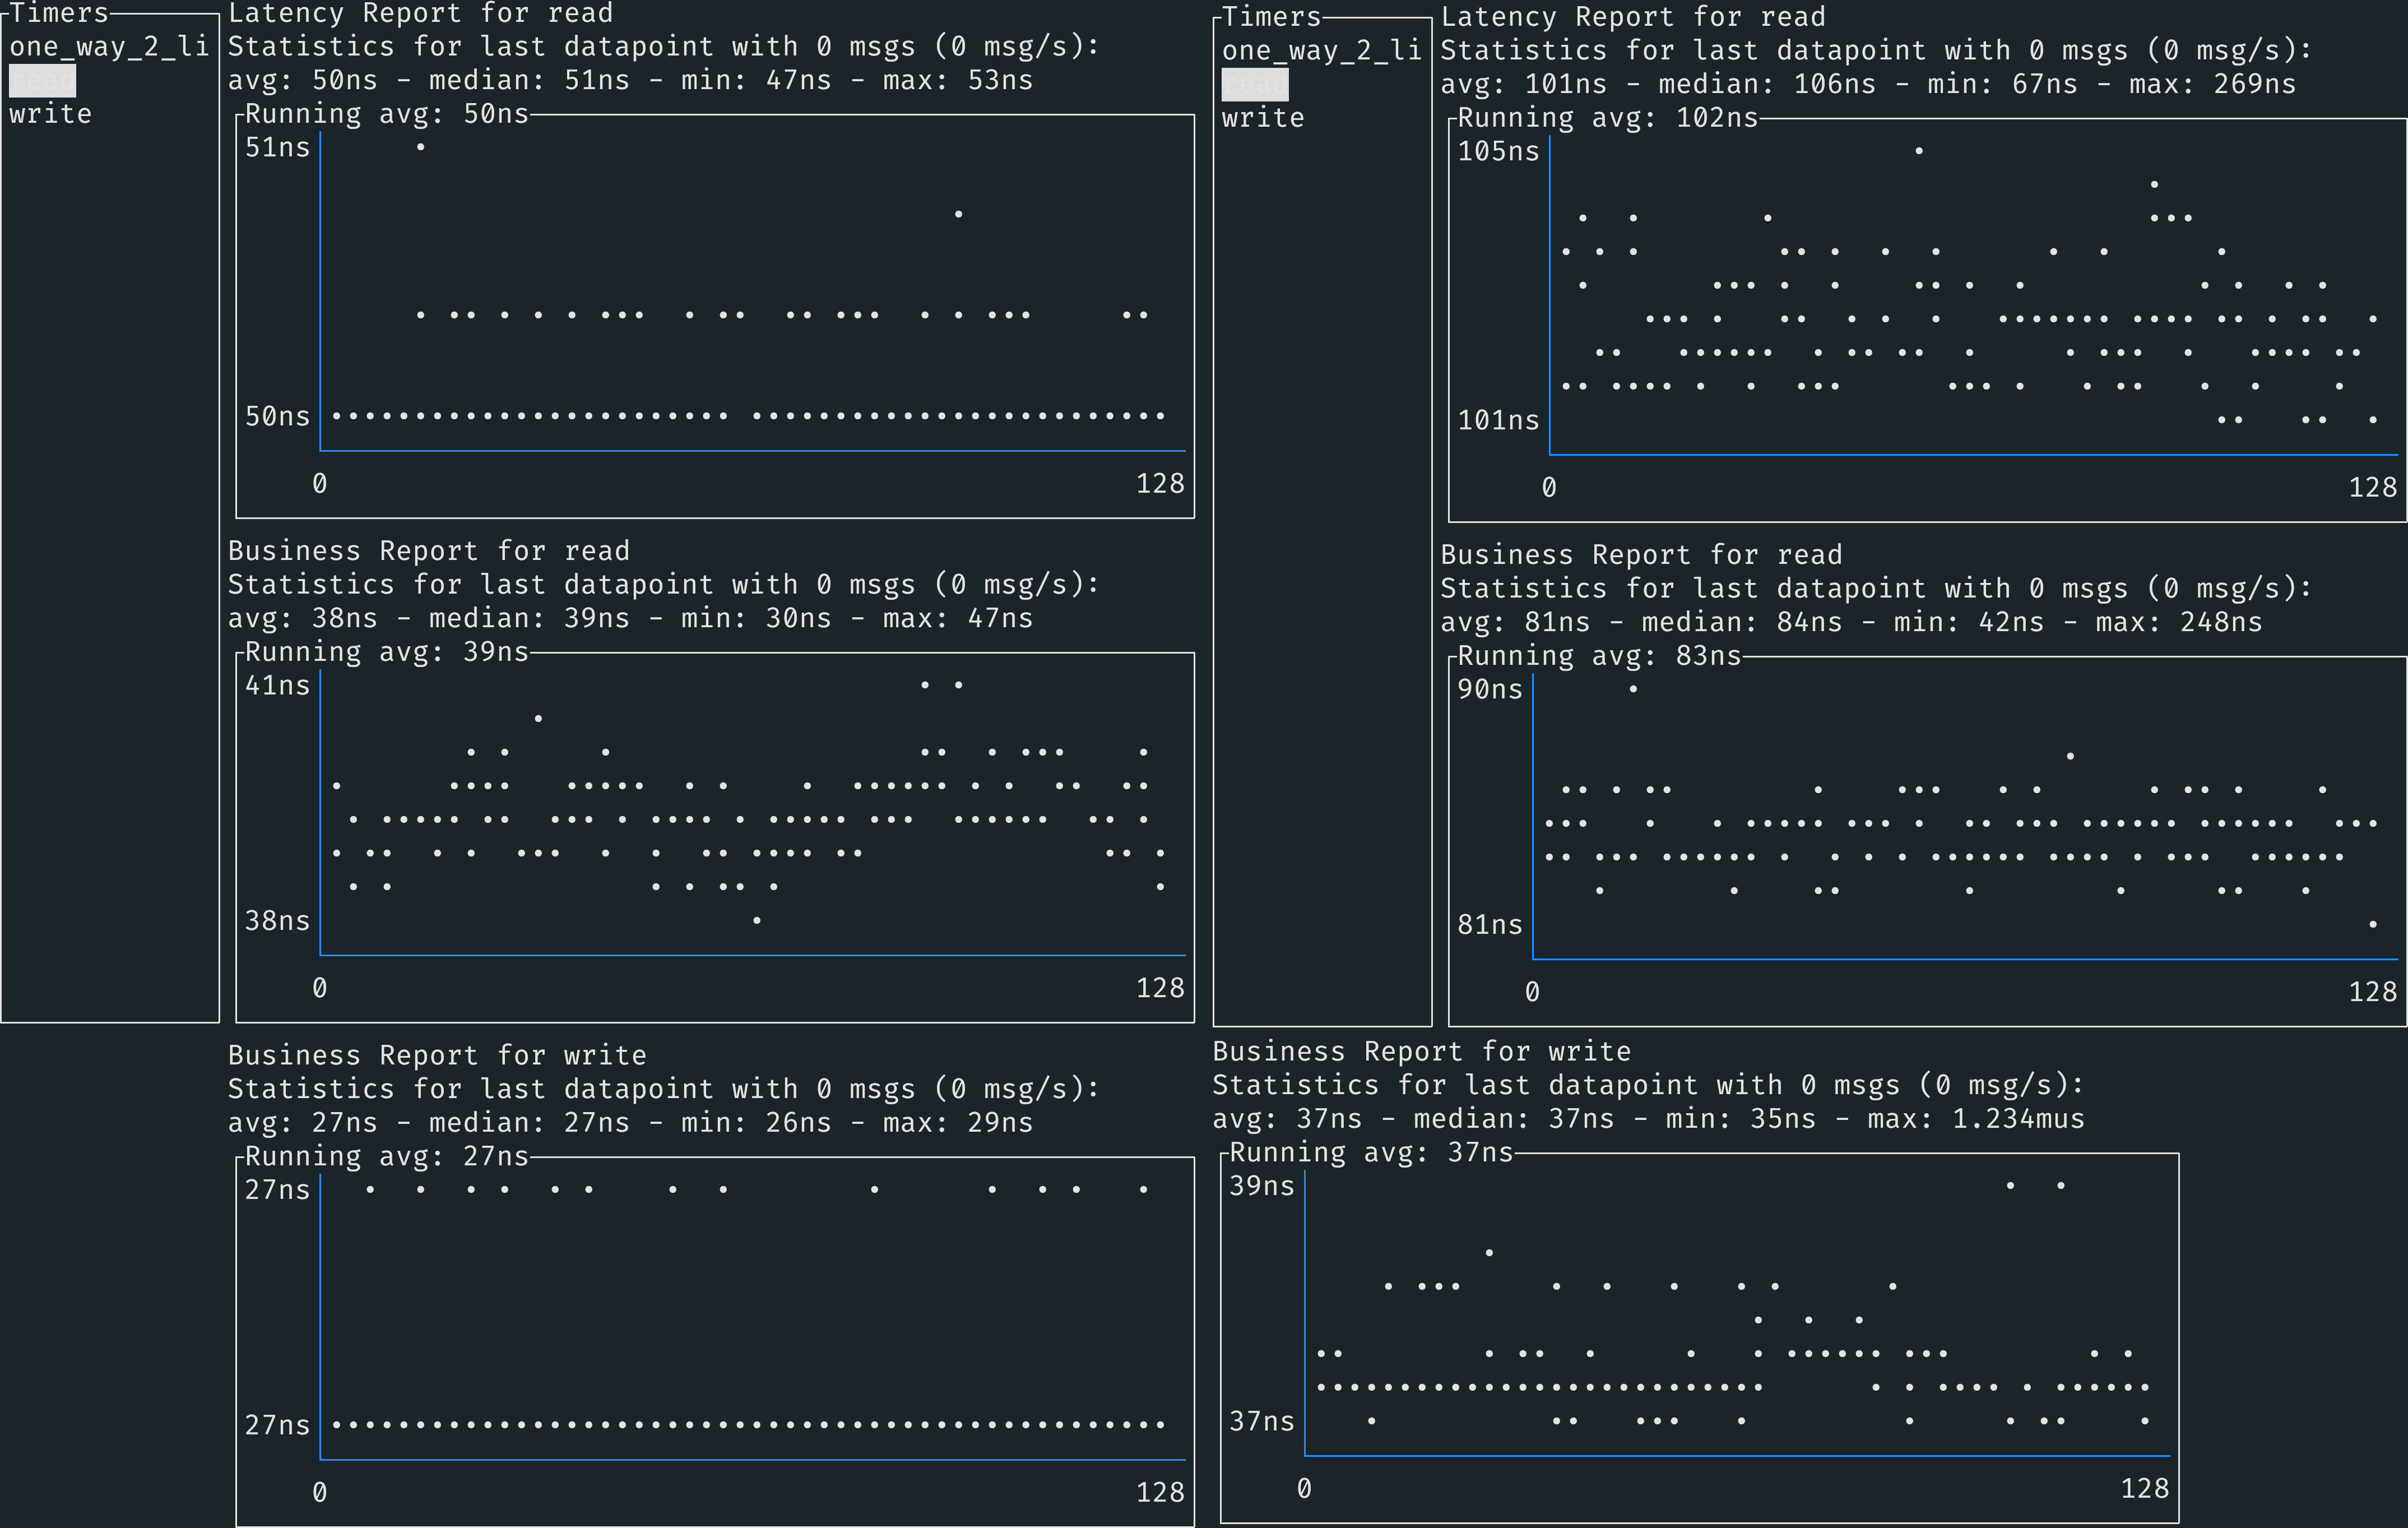 Timers
one_way_2_li
read
write
Latency Report for read
Statistics for last datapoint with 0 msgs (0 msg/s):
avg: 50ns - median: 51ns - min: 47ns - max: 53ns
Running avg: 50ns
51ns
50ns
0
128
Business Report for read
Statistics for last datapoint with 0 msgs (0 msg/s):
avg: 38ns - median: 39ns - min: 30ns - max: 47ns
Running avg: 39ns
41ns
38ns
0
128
Business Report for write
Statistics for last datapoint with 0 msgs (0 msg/s):
avg: 27ns - median: 27ns - min: 26ns - max: 29ns
Running avg: 27ns
27ns
27ns
0
128
Timers
one_way_2_li
read
write
Latency Report for read
Statistics for last datapoint with 0 msgs (0 msg/s):
avg: 101ns - median: 106ns - min: 67ns - max: 269ns
Running avg: 102ns
105ns
101ns
0
128
Business Report for read
Statistics for last datapoint with 0 msgs (0 msg/s):
avg: 81ns - median: 84ns - min: 42ns - max: 248ns
Running avg: 83ns
90ns
81ns
0
128
Business Report for write
Statistics for last datapoint with 0 msgs (0 msg/s):
avg: 37ns - median: 37ns - min: 35ns - max: 1.234mus
Running avg: 37ns
39ns
37ns
0
128